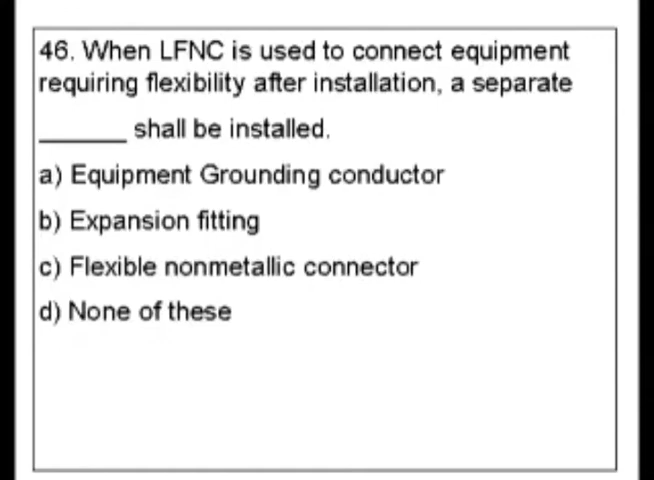 46. When LFNC is used to connect equipment
requiring flexibility after installation, a separate
______ shall be installed.
a) Equipment Grounding conductor
b) Expansion fitting
c) Flexible nonmetallic connector
d) None of these